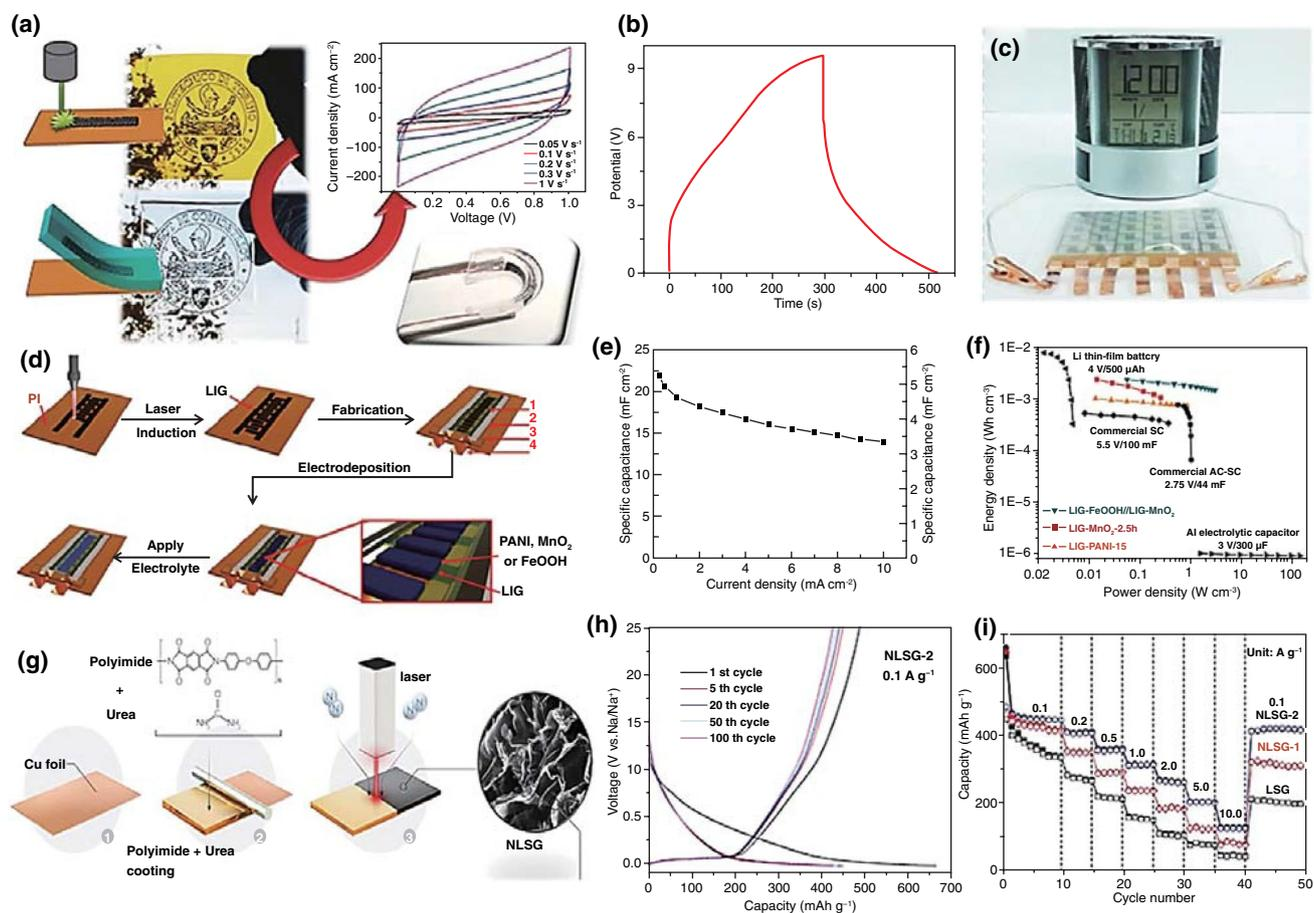 (a)
Current density (mA cm⁻²)
200
100
0
−100
−200
0.05 V s⁻¹
0.1 V s⁻¹
0.2 V s⁻¹
0.3 V s⁻¹
1 V s⁻¹
0.2 0.4 0.6 0.8 1.0
Voltage (V)
(b)
Potential (V)
9
6
3
0
0 100 200 300 400 500
Time (s)
(c)
12:00
1/1
(d)
PI
Laser
Induction
LIG
Fabrication
1
2
3
4
Electrodeposition
Apply
Electrolyte
PANI, MnO₂
or FeOOH
LIG
(e)
Specific capacitance (mF cm⁻²)
25
20
15
10
5
0
0 2 4 6 8 10
Current density (mA cm⁻²)
6
5
4
3
2
1
0
Specific capacitance (mF cm⁻²)
(f)
Energy density (Wh cm⁻³)
1E−2
1E−3
1E−4
1E−5
1E−6
Li thin-film battcry
4 V/500 μAh
Commercial SC
5.5 V/100 mF
Commercial AC-SC
2.75 V/44 mF
LIG-FeOOH//LIG-MnO₂
LIG-MnO₂-2.5h
LIG-PANI-15
Al electrolytic capacitor
3 V/300 μF
0.02 0.01 0.1 1 10 100
Power density (W cm⁻³)
(g)
Polyimide
+
Urea
O O
N N O
O O n
O
NH₂ NH₂
Cu foil
1
2
3
Polyimide + Urea
cooting
laser
N N
N N
NLSG
(h)
Voltage (V vs.Na/Na⁺)
25
20
15
10
5
0.0
1 st cycle
5 th cycle
20 th cycle
50 th cycle
100 th cycle
NLSG-2
0.1 A g⁻¹
0 100 200 300 400 500 600 700
Capacity (mAh g⁻¹)
(i)
Capacity (mAh g⁻¹)
600
400
200
0
Unit: A g⁻¹
0.1
0.2
0.5
1.0
2.0
5.0
10.0
0.1
NLSG-2
NLSG-1
LSG
0 10 20 30 40 50
Cycle number